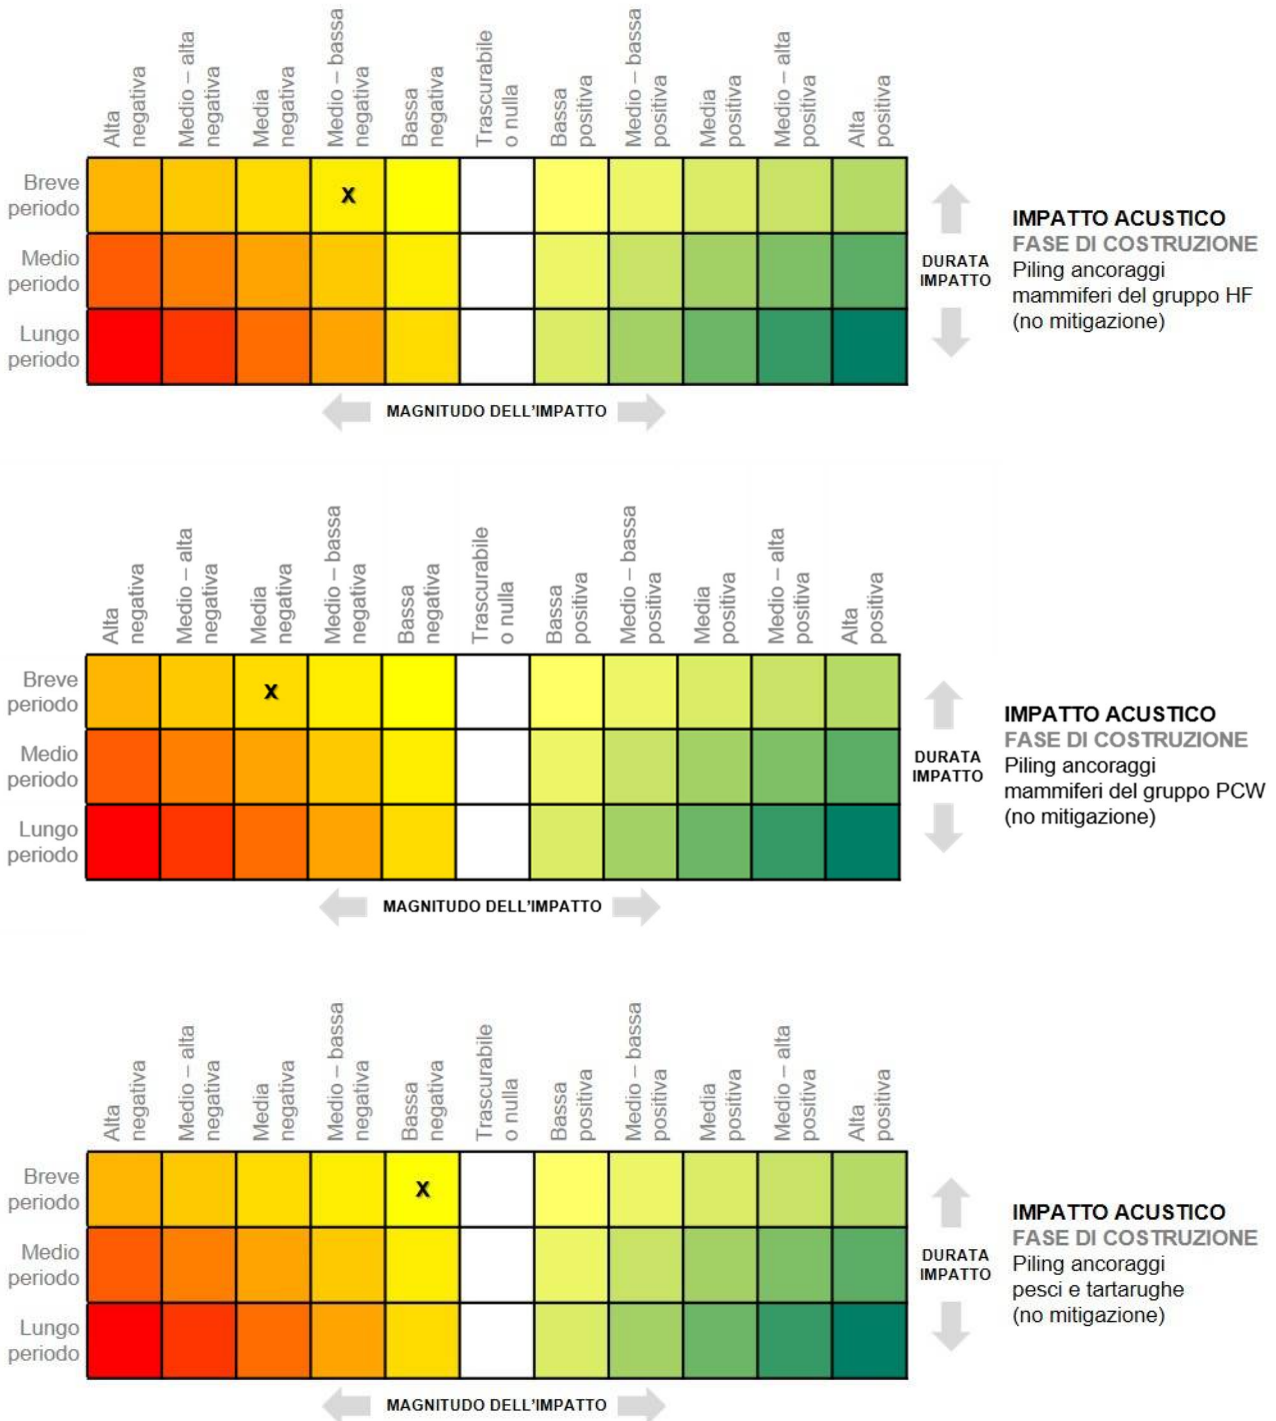 Alta
negativa
Medio – alta
negativa
Media
negativa
Medio – bassa
negativa
Bassa
negativa
Trascurabile
o nulla
Bassa
positiva
Medio – bassa
positiva
Media
positiva
Medio – alta
positiva
Alta
positiva
Breve
periodo
X
Medio
periodo
Lungo
periodo
DURATA
IMPATTO
MAGNITUDO DELL'IMPATTO
IMPATTO ACUSTICO
FASE DI COSTRUZIONE
Piling ancoraggi
mammiferi del gruppo HF
(no mitigazione)
Alta
negativa
Medio – alta
negativa
Media
negativa
Medio – bassa
negativa
Bassa
negativa
Trascurabile
o nulla
Bassa
positiva
Medio – bassa
positiva
Media
positiva
Medio – alta
positiva
Alta
positiva
Breve
periodo
X
Medio
periodo
Lungo
periodo
DURATA
IMPATTO
MAGNITUDO DELL'IMPATTO
IMPATTO ACUSTICO
FASE DI COSTRUZIONE
Piling ancoraggi
mammiferi del gruppo PCW
(no mitigazione)
Alta
negativa
Medio – alta
negativa
Media
negativa
Medio – bassa
negativa
Bassa
negativa
Trascurabile
o nulla
Bassa
positiva
Medio – bassa
positiva
Media
positiva
Medio – alta
positiva
Alta
positiva
Breve
periodo
X
Medio
periodo
Lungo
periodo
DURATA
IMPATTO
MAGNITUDO DELL'IMPATTO
IMPATTO ACUSTICO
FASE DI COSTRUZIONE
Piling ancoraggi
pesci e tartarughe
(no mitigazione)